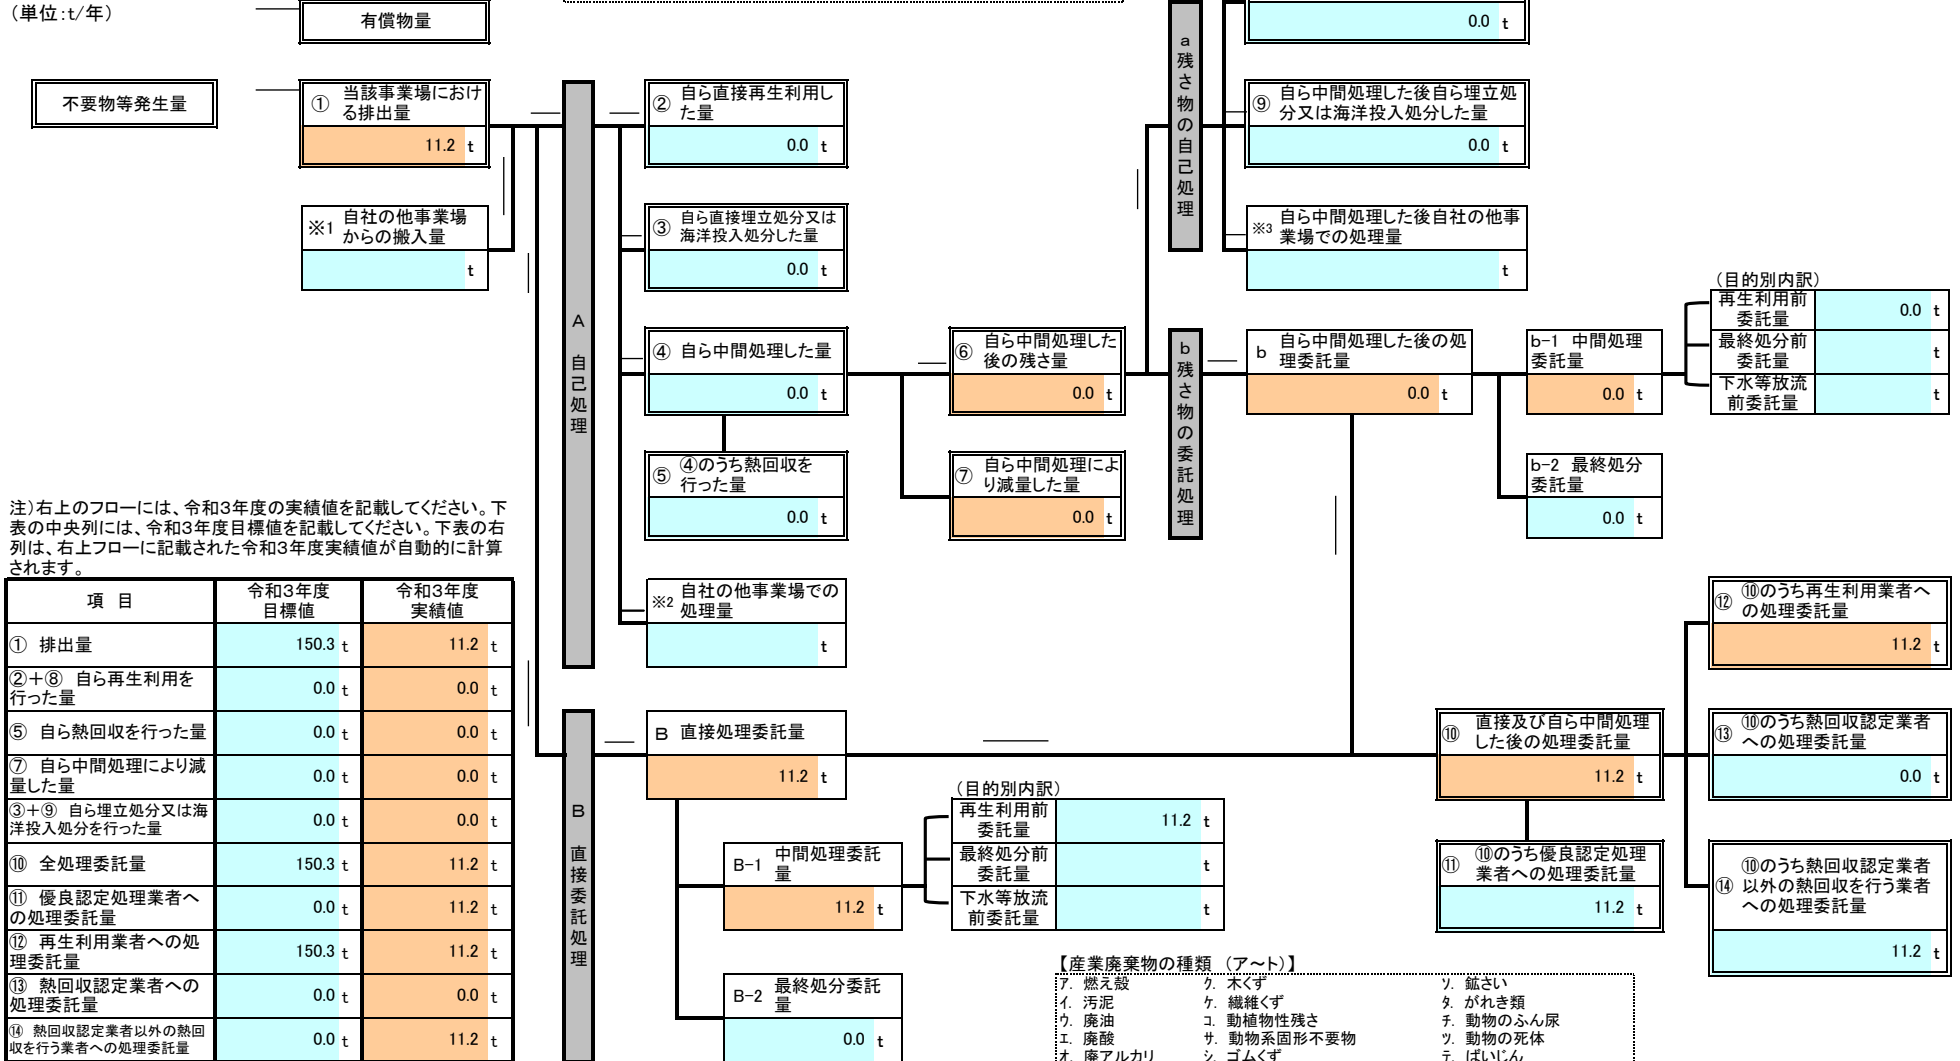 （単位：t/年）
有償物量
0.0 t
不要物等発生量
① 当該事業場におけ
る排出量
11.2 t
※1 自社の他事業場
からの搬入量
t
A 自己処理
② 自ら直接再生利用し
た量
0.0 t
③ 自ら直接埋立処分又は
海洋投入処分した量
0.0 t
④ 自ら中間処理した量
0.0 t
⑤ ④のうち熱回収を
行った量
0.0 t
※2 自社の他事業場での
処理量
t
⑥ 自ら中間処理した
後の残さ量
0.0 t
⑦ 自ら中間処理によ
り減量した量
0.0 t
a 残さ物の自己処理
⑨ 自ら中間処理した後自ら埋立処
分又は海洋投入処分した量
0.0 t
※3 自ら中間処理した後自社の他事
業場での処理量
t
b 残さ物の委託処理
b 自ら中間処理した後の処
理委託量
0.0 t
b-1 中間処理
委託量
0.0 t
（目的別内訳）
再生利用前
委託量 0.0 t
最終処分前
委託量 t
下水等放流
前委託量 t
b-2 最終処分
委託量
0.0 t
注）右上のフローには、令和3年度の実績値を記載してください。下
表の中央列には、令和3年度目標値を記載してください。下表の右
列は、右上フローに記載された令和3年度実績値が自動的に計算
されます。
項 目 令和3年度
目標値 令和3年度
実績値
① 排出量 150.3 t 11.2 t
②＋⑧ 自ら再生利用を
行った量 0.0 t 0.0 t
⑤ 自ら熱回収を行った量 0.0 t 0.0 t
⑦ 自ら中間処理により減
量した量 0.0 t 0.0 t
③＋⑨ 自ら埋立処分又は海
洋投入処分を行った量 0.0 t 0.0 t
⑩ 全処理委託量 150.3 t 11.2 t
⑪ 優良認定処理業者へ
の処理委託量 0.0 t 11.2 t
⑫ 再生利用業者への処
理委託量 150.3 t 11.2 t
⑬ 熱回収認定業者への
処理委託量 0.0 t 0.0 t
⑭ 熱回収認定業者以外の熱回
収を行う業者への処理委託量 0.0 t 11.2 t
B 直接委託処理
B 直接処理委託量
11.2 t
B-1 中間処理委託
量
11.2 t
（目的別内訳）
再生利用前
委託量 11.2 t
最終処分前
委託量 t
下水等放流
前委託量 t
B-2 最終処分委託
量
0.0 t
⑩ 直接及び自ら中間処理
した後の処理委託量
11.2 t
⑪ ⑩のうち優良認定処理
業者への処理委託量
11.2 t
⑫ ⑩のうち再生利用業者へ
の処理委託量
11.2 t
⑬ ⑩のうち熱回収認定業者
への処理委託量
0.0 t
⑭ ⑩のうち熱回収認定業者
以外の熱回収を行う業者
への処理委託量
11.2 t
【産業廃棄物の種類 （ア～ト）】
ア. 燃え殻 ク. 木くず ソ. 鉱さい
イ. 汚泥 ケ. 繊維くず タ. がれき類
ウ. 廃油 コ. 動植物性残さ チ. 動物のふん尿
エ. 廃酸 サ. 動物系固形不要物 ツ. 動物の死体
オ. 廃アルカリ シ. ゴムくず テ. ばいじん